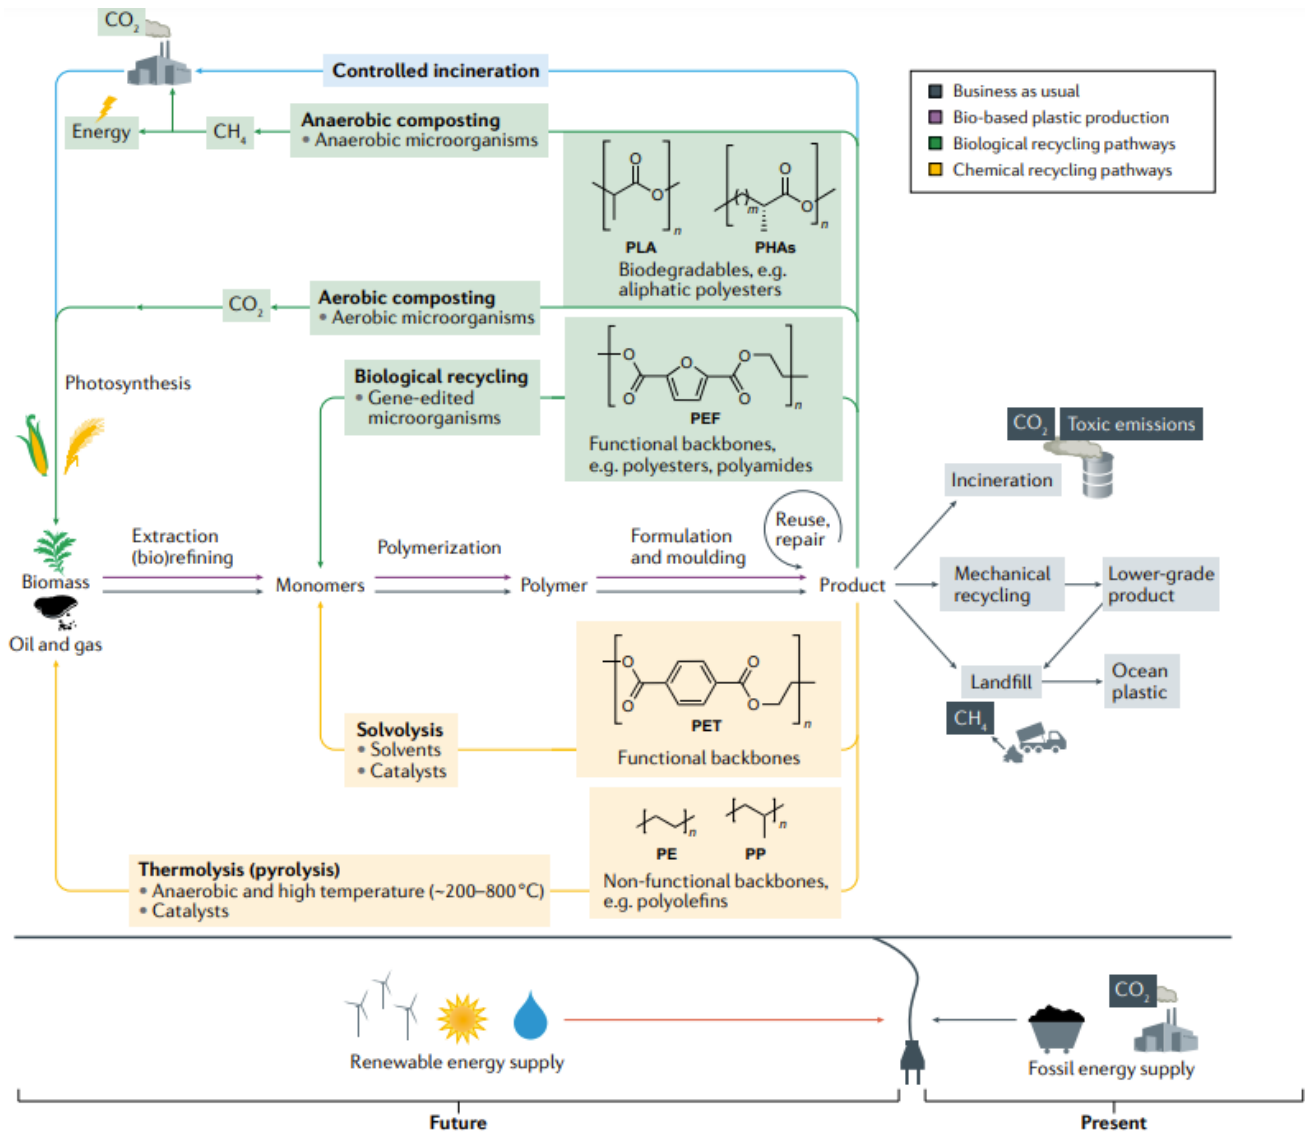 CO2
Controlled incineration
Energy
CH4
Anaerobic composting
• Anaerobic microorganisms
Business as usual
Bio-based plastic production
Biological recycling pathways
Chemical recycling pathways
O
O
n
PLA
m
O
O
n
PHAs
Biodegradables, e.g.
aliphatic polyesters
CO2
Aerobic composting
• Aerobic microorganisms
Photosynthesis
Biological recycling
• Gene-edited
microorganisms
O
O
O
O
O
n
PEF
Functional backbones,
e.g. polyesters, polyamides
CO2
Toxic emissions
Incineration
Extraction
(bio)refining
Polymerization
Formulation
and moulding
Reuse,
repair
Biomass
Monomers
Polymer
Product
Mechanical
recycling
Lower-grade
product
Oil and gas
Landfill
Ocean
plastic
CH4
O
O
O
O
n
PET
Functional backbones
Solvolysis
• Solvents
• Catalysts
n
PE
n
PP
Non-functional backbones,
e.g. polyolefins
Thermolysis (pyrolysis)
• Anaerobic and high temperature (~200–800 °C)
• Catalysts
Renewable energy supply
CO2
Fossil energy supply
Future
Present